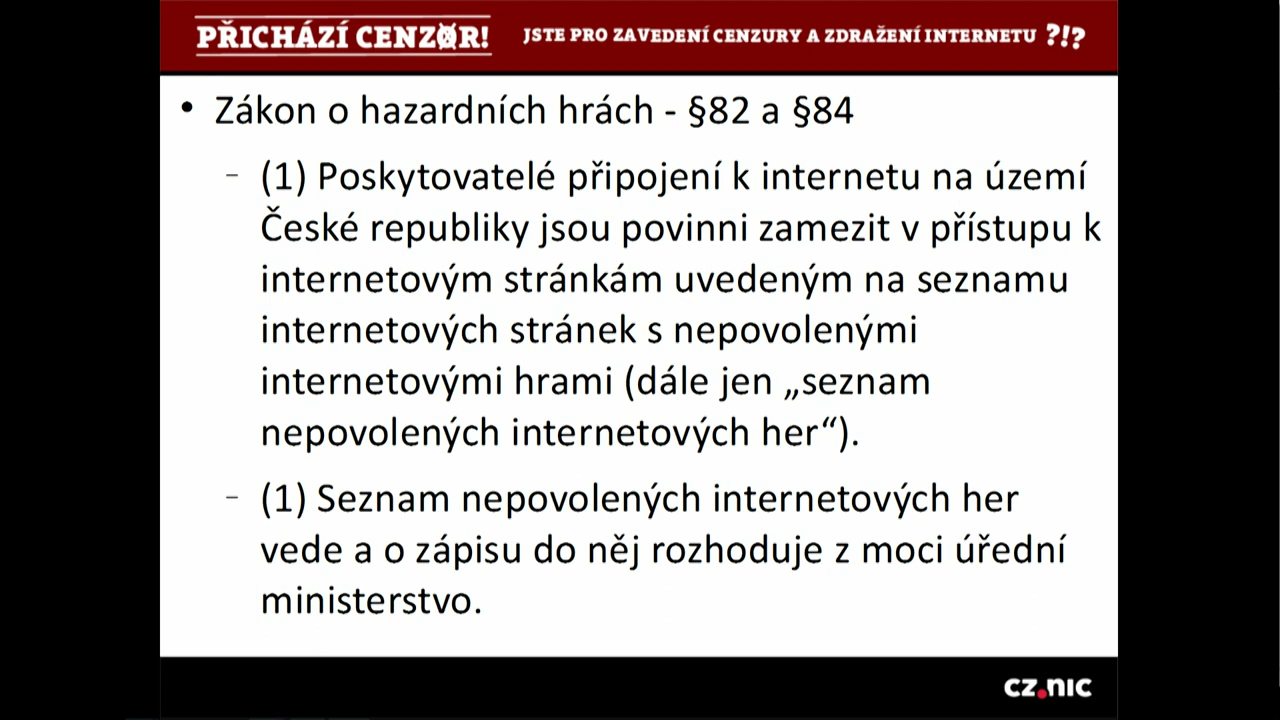 PŘICHÁZÍ CENZOR! JSTE PRO ZAVEDENÍ CENZURY A ZDRAŽENÍ INTERNETU ?!?
• Zákon o hazardních hrách - §82 a §84
– (1) Poskytovatelé připojení k internetu na území
České republiky jsou povinni zamezit v přístupu k
internetovým stránkám uvedeným na seznamu
internetových stránek s nepovolenými
internetovými hrami (dále jen „seznam
nepovolených internetových her“).
– (1) Seznam nepovolených internetových her
vede a o zápisu do něj rozhoduje z moci úřední
ministerstvo.
cz.nic